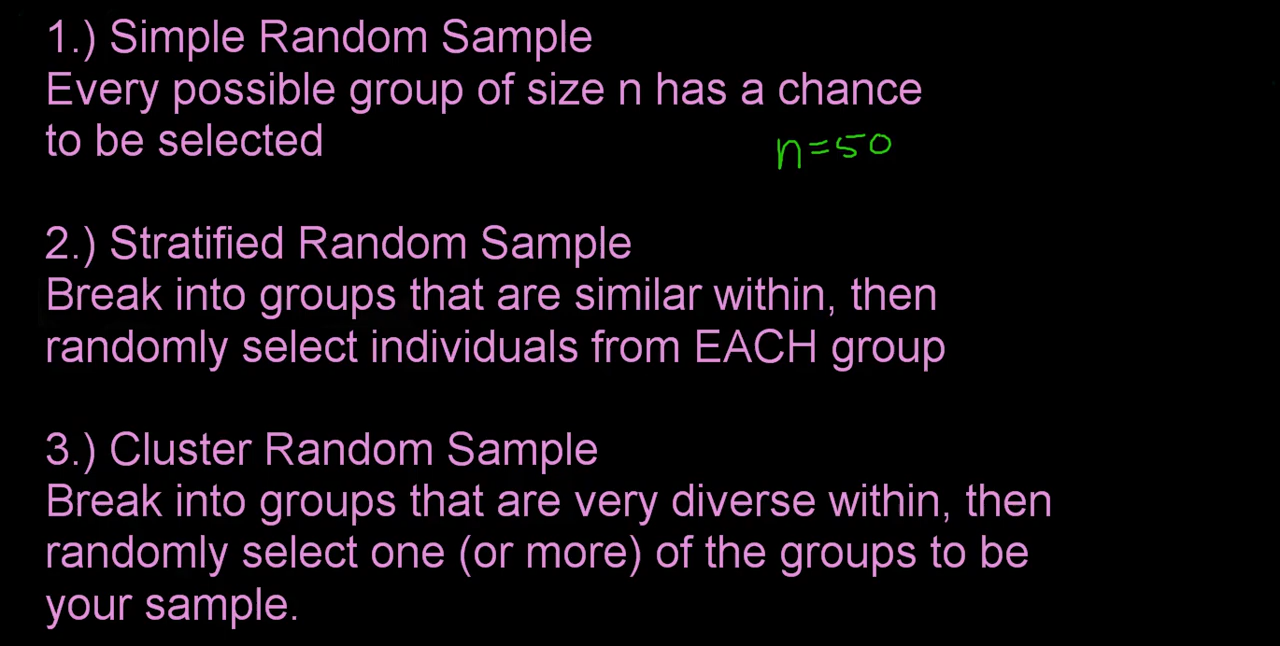 1.) Simple Random Sample
Every possible group of size n has a chance
to be selected
n=50
2.) Stratified Random Sample
Break into groups that are similar within, then
randomly select individuals from EACH group
3.) Cluster Random Sample
Break into groups that are very diverse within, then
randomly select one (or more) of the groups to be
your sample.